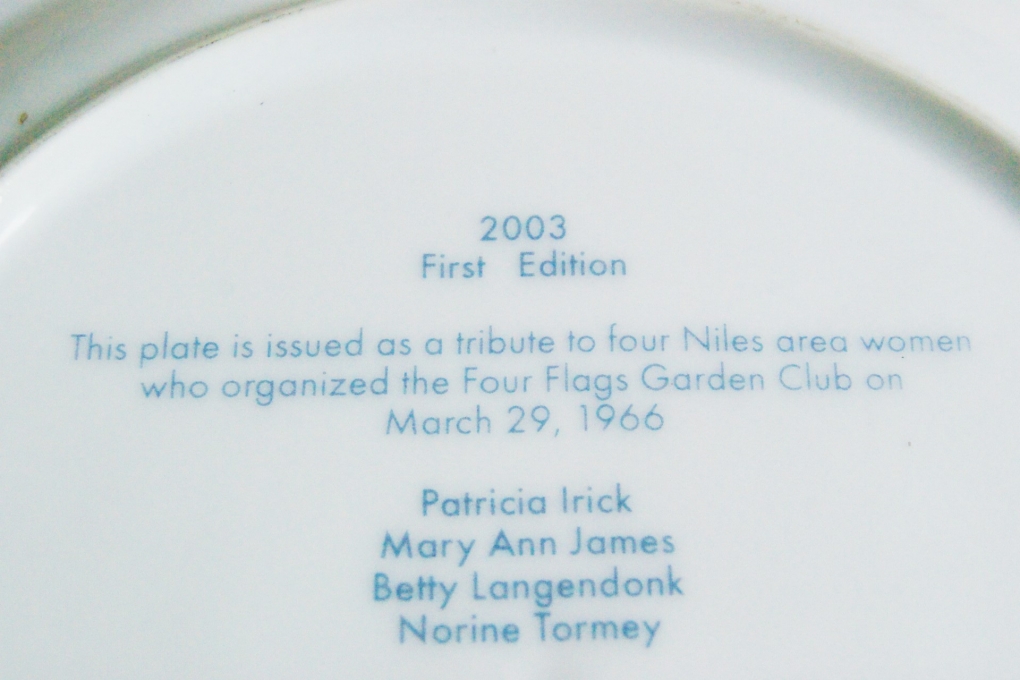 2003
First Edition
This plate is issued as a tribute to four Niles area women
who organized the Four Flags Garden Club on
March 29, 1966
Patricia Irick
Mary Ann James
Betty Langendonk
Norine Tormey